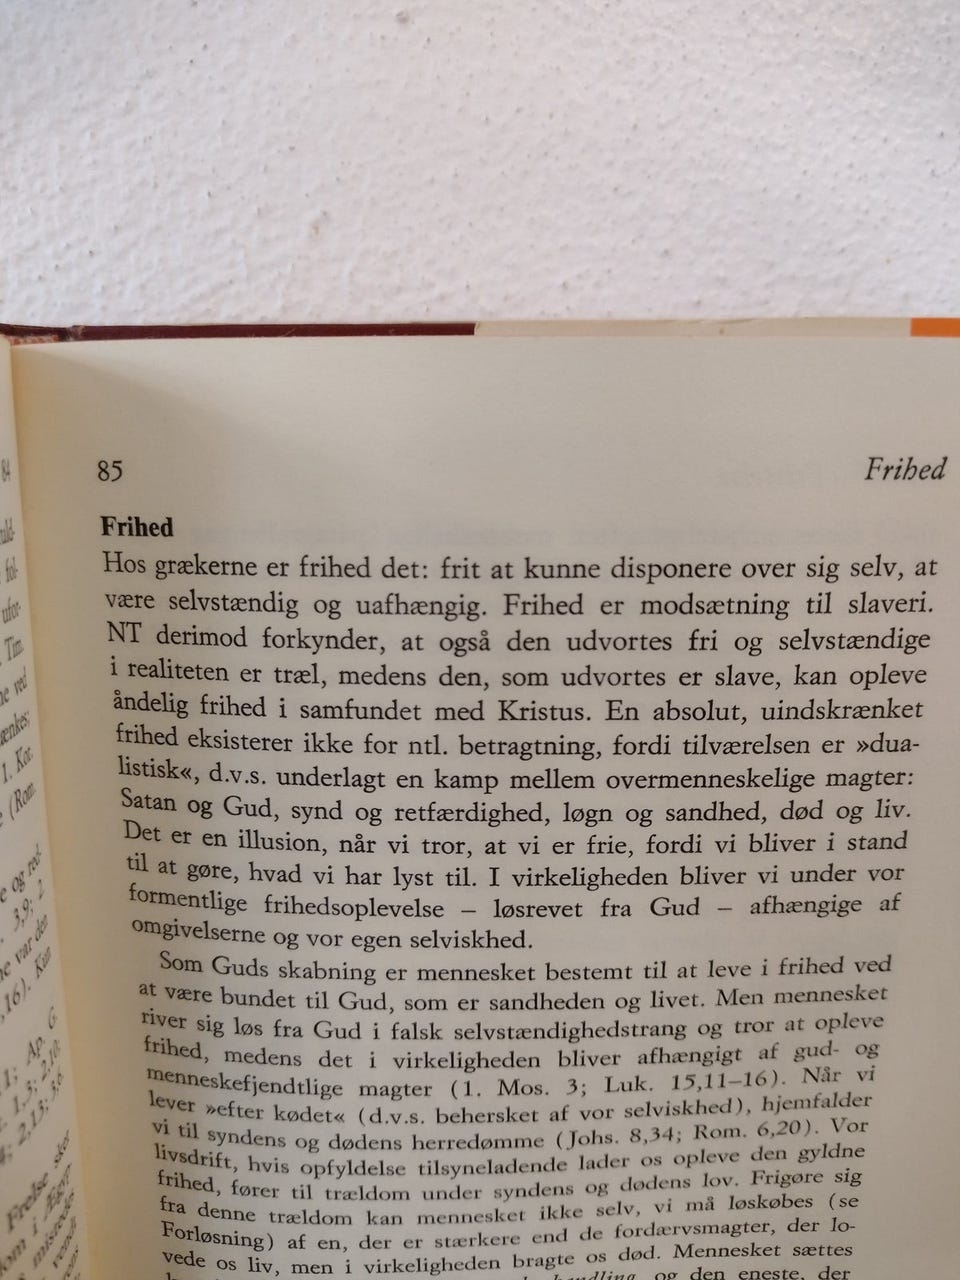 85 Frihed
Frihed
Hos grækerne er frihed det: frit at kunne disponere over sig selv, at
være selvstændig og uafhængig. Frihed er modsætning til slaveri.
NT derimod forkynder, at også den udvortes fri og selvstændige
i realiteten er træl, medens den, som udvortes er slave, kan opleve
åndelig frihed i samfundet med Kristus. En absolut, uindskrænket
frihed eksisterer ikke for ntl. betragtning, fordi tilværelsen er »dua-
listisk«, d.v.s. underlagt en kamp mellem overmenneskelige magter:
Satan og Gud, synd og retfærdighed, løgn og sandhed, død og liv.
Det er en illusion, når vi tror, at vi er frie, fordi vi bliver i stand
til at gøre, hvad vi har lyst til. I virkeligheden bliver vi under vor
formentlige frihedsoplevelse – løsrevet fra Gud – afhængige af
omgivelserne og vor egen selviskhed.
Som Guds skabning er mennesket bestemt til at leve i frihed ved
at være bundet til Gud, som er sandheden og livet. Men mennesket
river sig løs fra Gud i falsk selvstændighedstrang og tror at opleve
frihed, medens det i virkeligheden bliver afhængigt af gud- og
menneskefjendtlige magter (1. Mos. 3; Luk. 15,11–16). Når vi
lever »efter kødet« (d.v.s. behersket af vor selviskhed), hjemfalder
vi til syndens og dødens herredømme (Johs. 8,34; Rom. 6,20). Vor
livsdrift, hvis opfyldelse tilsyneladende lader os opleve den gyldne
frihed, fører til trældom under syndens og dødens lov. Frigøre sig
fra denne trældom kan mennesket ikke selv, vi må løskøbes (se
Forløsning) af en, der er stærkere end de fordærvsmagter, der lo-
vede os liv, men i virkeligheden bragte os død. Mennesket sættes
handling og den eneste, der